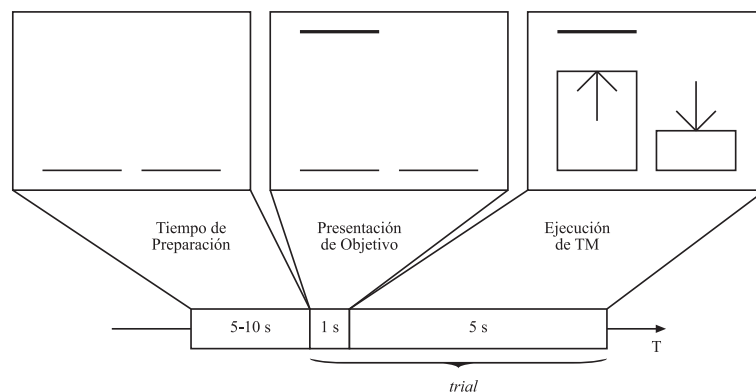 Tiempo de
Preparación
Presentación
de Objetivo
Ejecución
de TM
5-10 s
1 s
5 s
T
trial